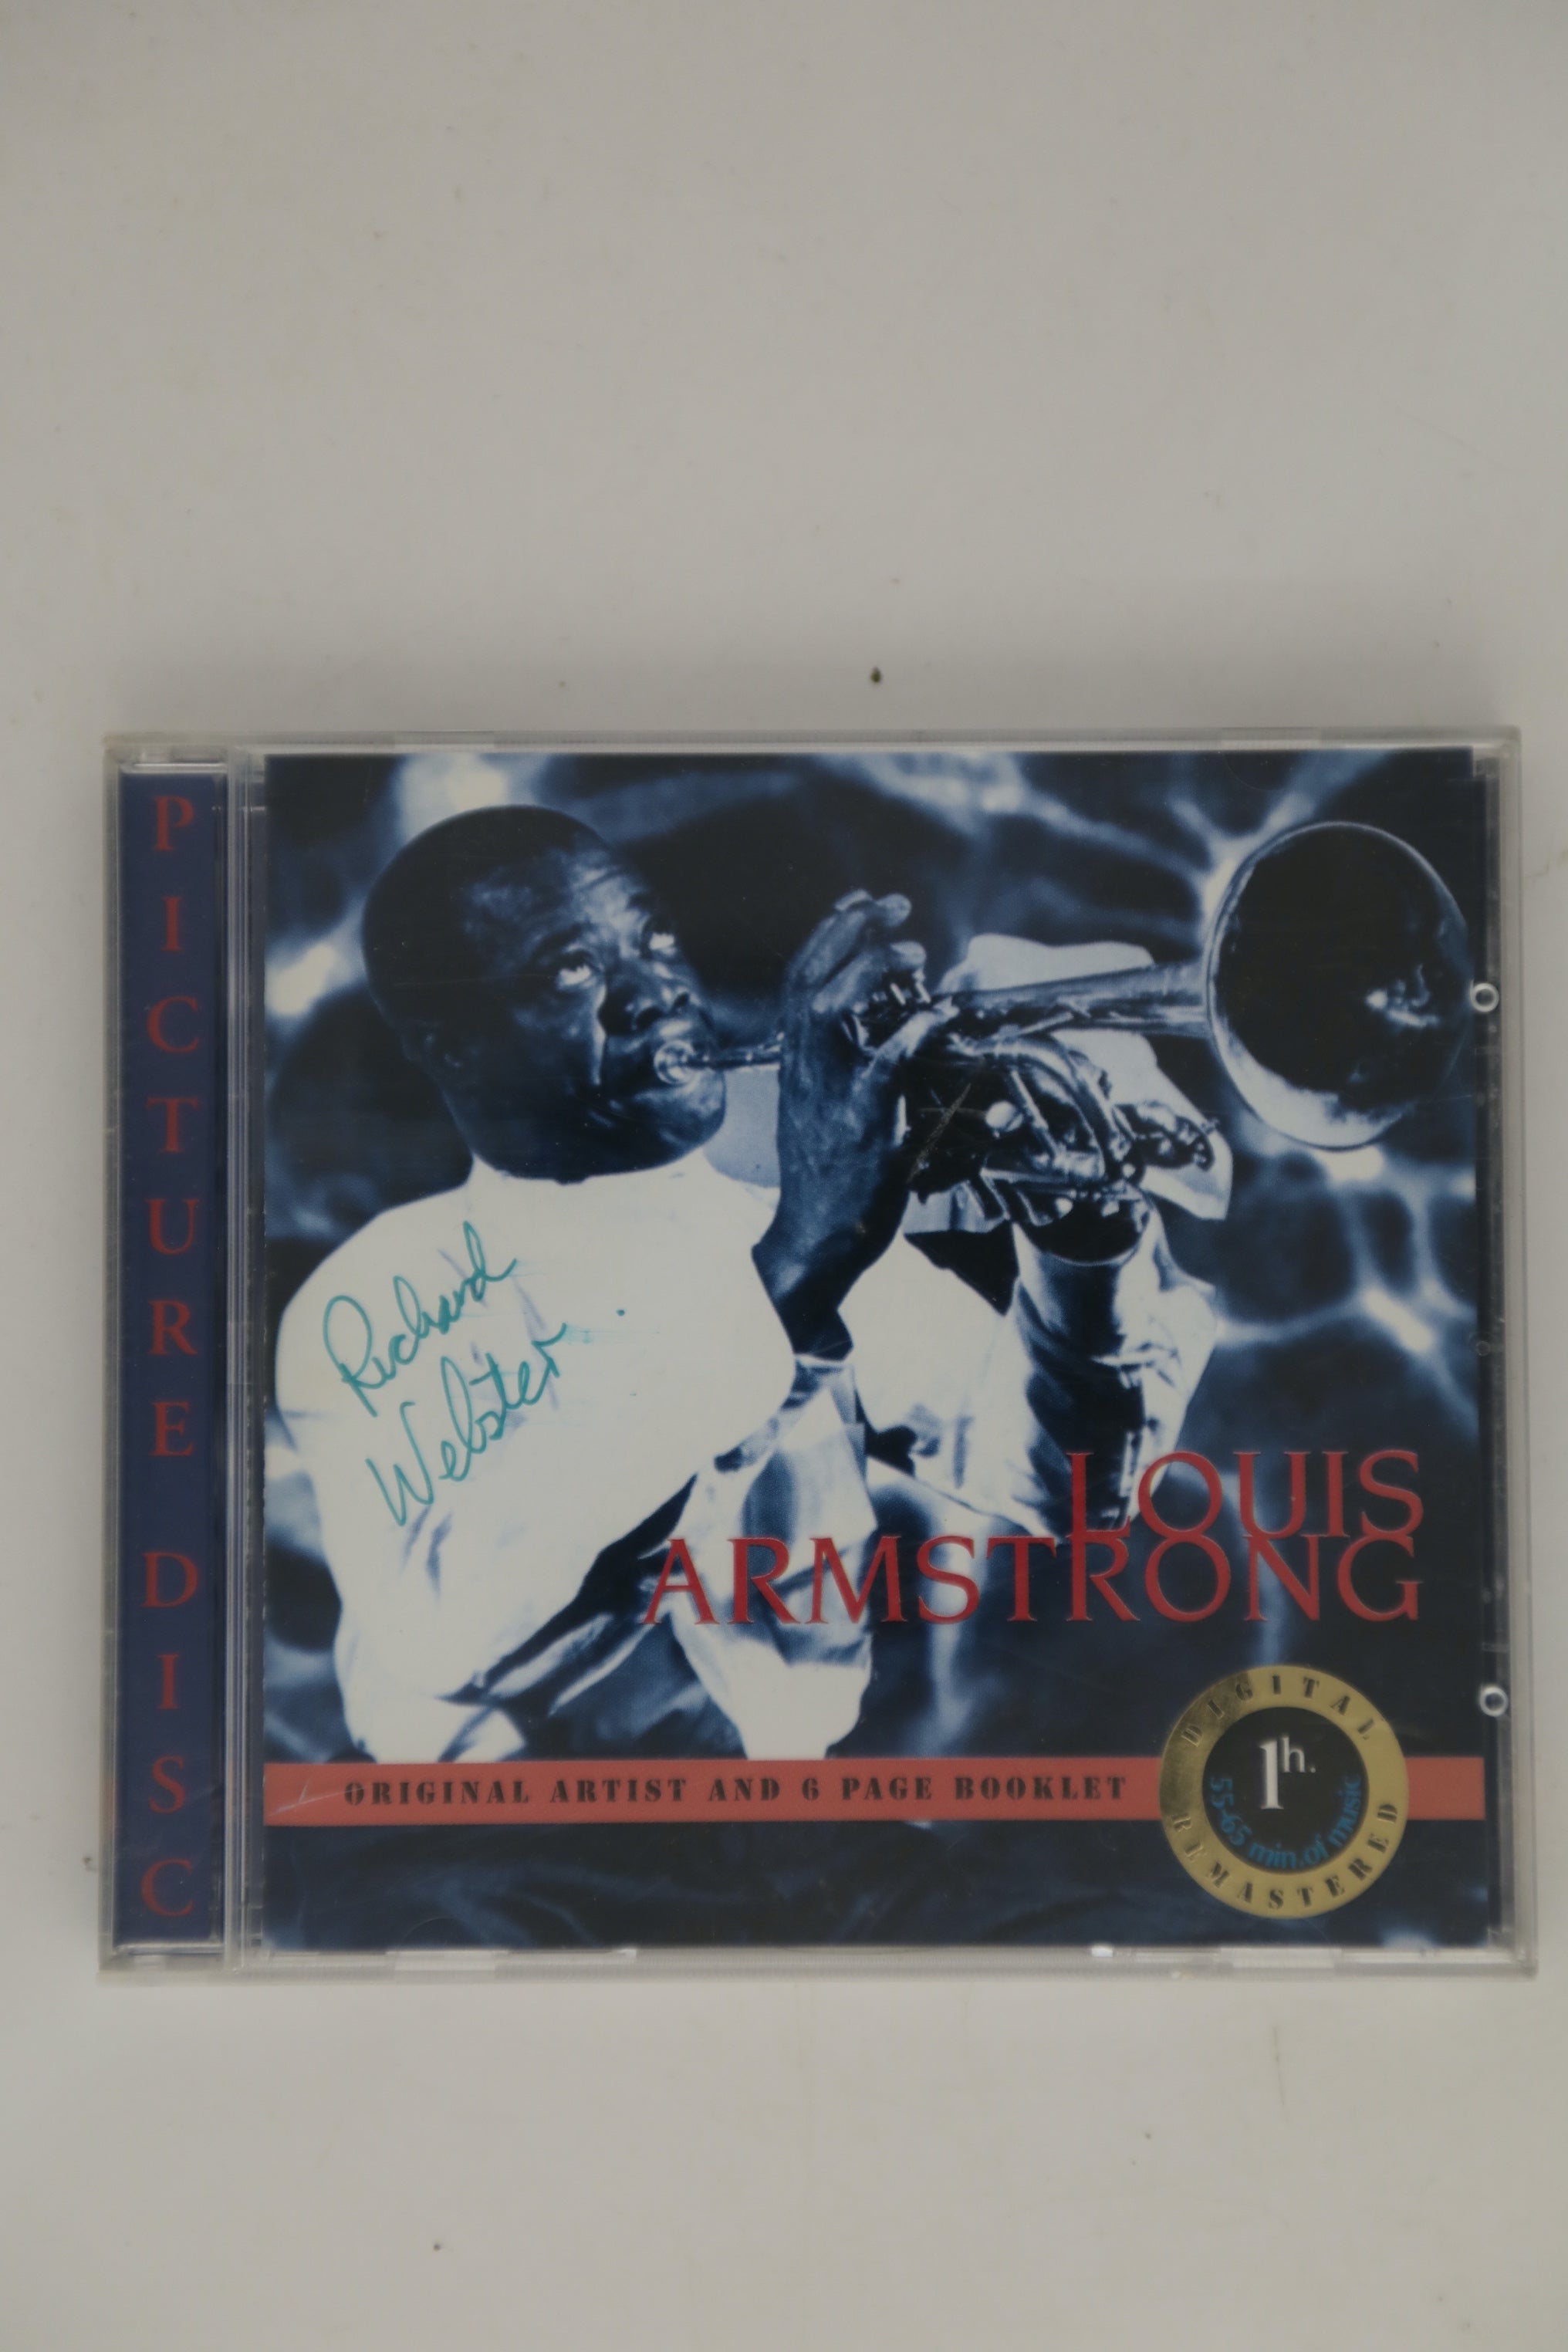 PICTURE DISC
Richard
Webster
LOUIS
ARMSTRONG
ORIGINAL ARTIST AND 6 PAGE BOOKLET
DIGITAL
1h.
55-65 min.of music
REMASTERED